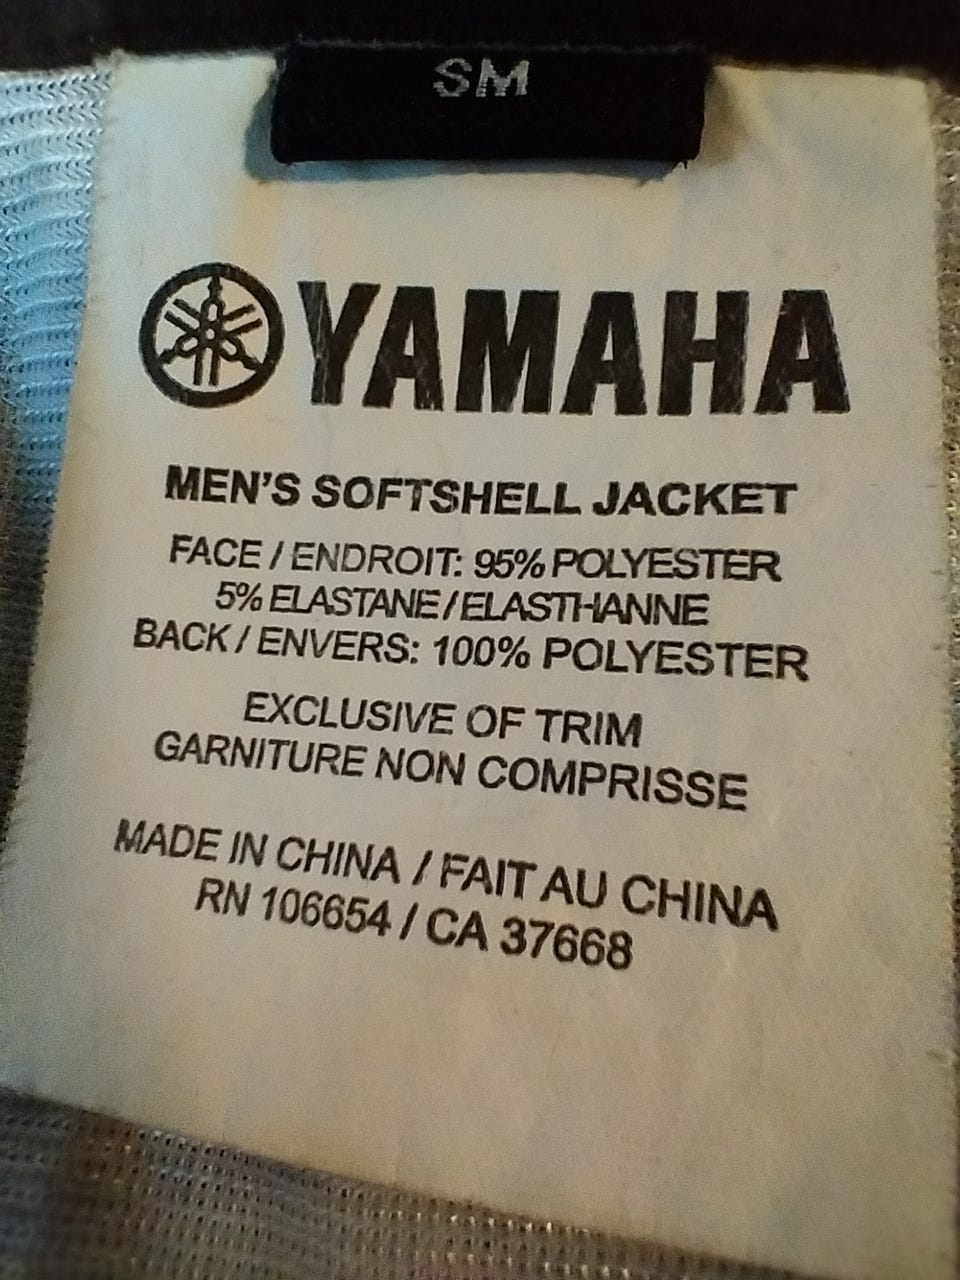 SM
YAMAHA
MEN'S SOFTSHELL JACKET
FACE / ENDROIT: 95% POLYESTER
5% ELASTANE / ELASTHANNE
BACK / ENVERS: 100% POLYESTER
EXCLUSIVE OF TRIM
GARNITURE NON COMPRISSE
MADE IN CHINA / FAIT AU CHINA
RN 106654 / CA 37668